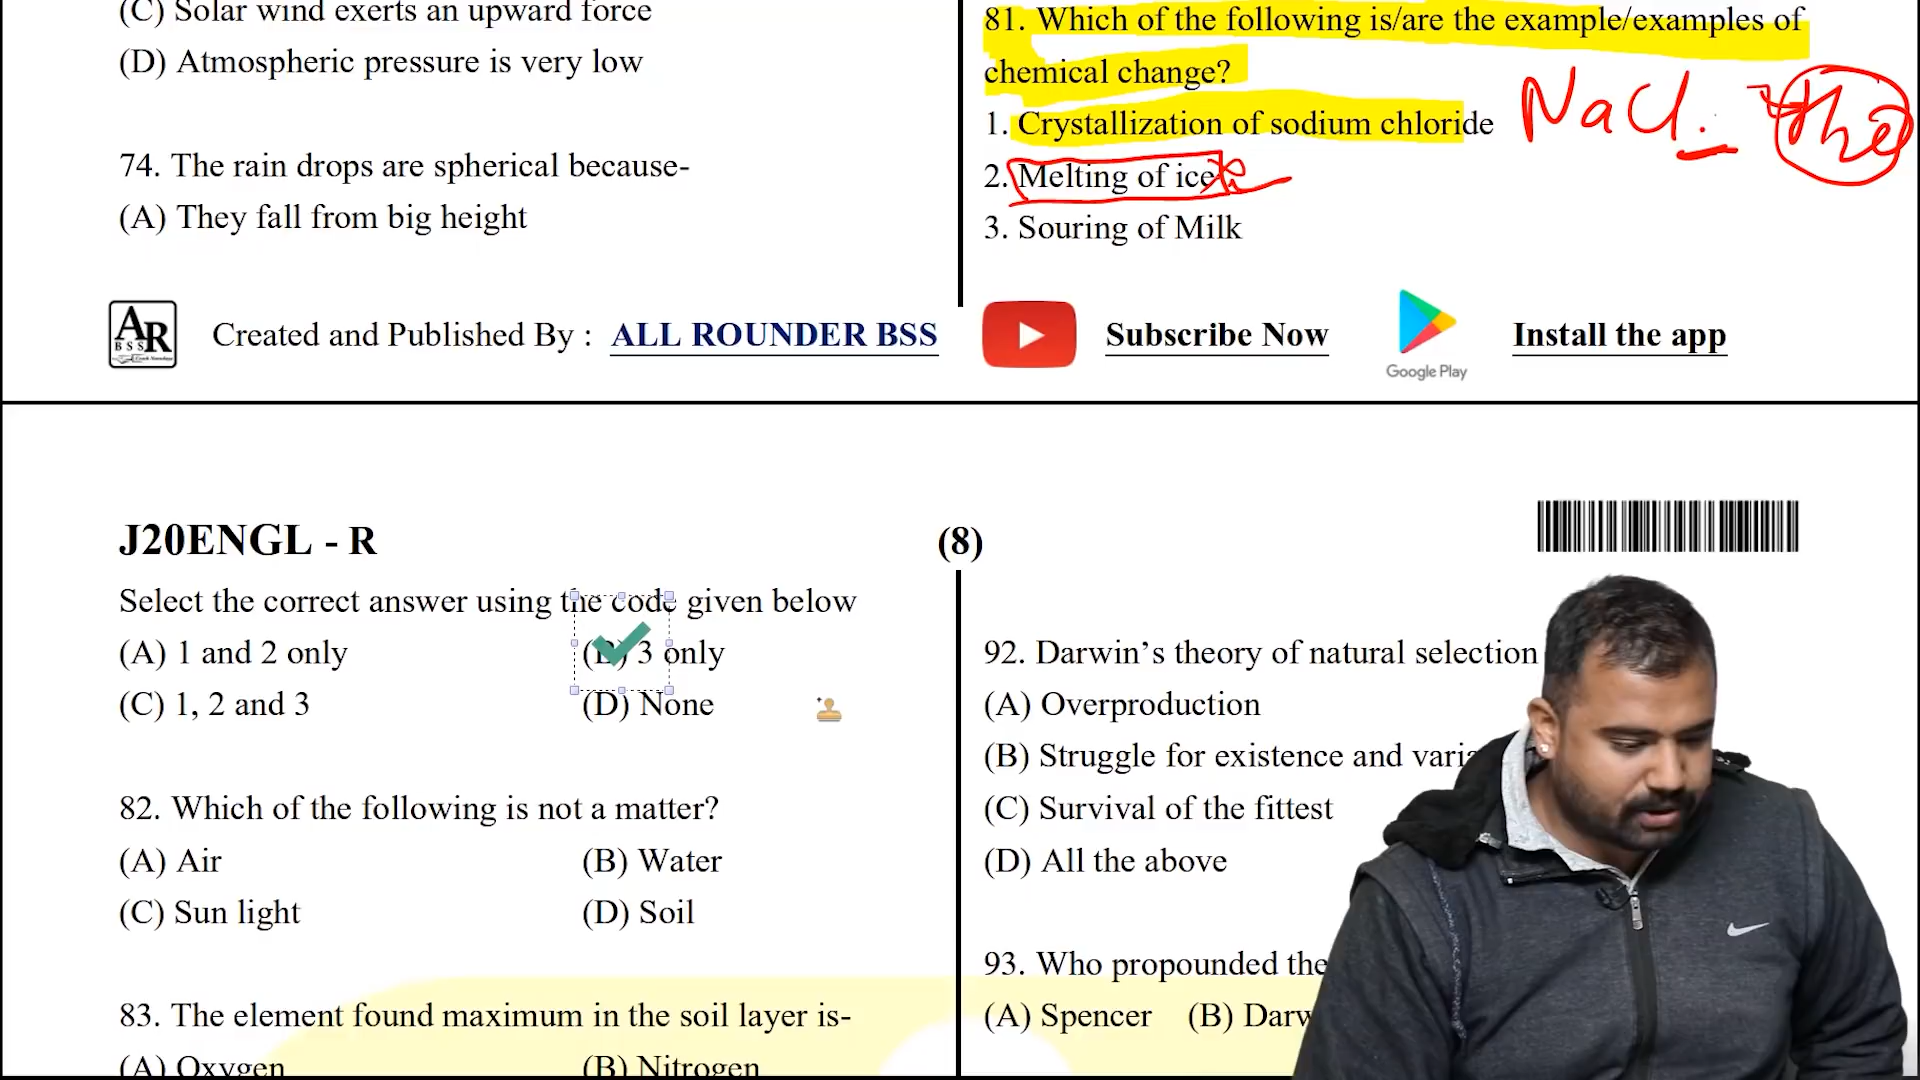 (C) Solar wind exerts an upward force
(D) Atmospheric pressure is very low
74. The rain drops are spherical because-
(A) They fall from big height
81. Which of the following is/are the example/examples of
chemical change?
1. Crystallization of sodium chloride NaCl.
2. Melting of ice
3. Souring of Milk
AR
BSS
Created and Published By : ALL ROUNDER BSS
Subscribe Now
Google Play
Install the app
J20ENGL - R
(8)
Select the correct answer using the code given below
(A) 1 and 2 only
(B) 3 only
(C) 1, 2 and 3
(D) None
82. Which of the following is not a matter?
(A) Air
(B) Water
(C) Sun light
(D) Soil
83. The element found maximum in the soil layer is-
(A) Oxygen
(B) Nitrogen
92. Darwin's theory of natural selection
(A) Overproduction
(B) Struggle for existence and
(C) Survival of the fittest
(D) All the above
93. Who propounded the
(A) Spencer (B)